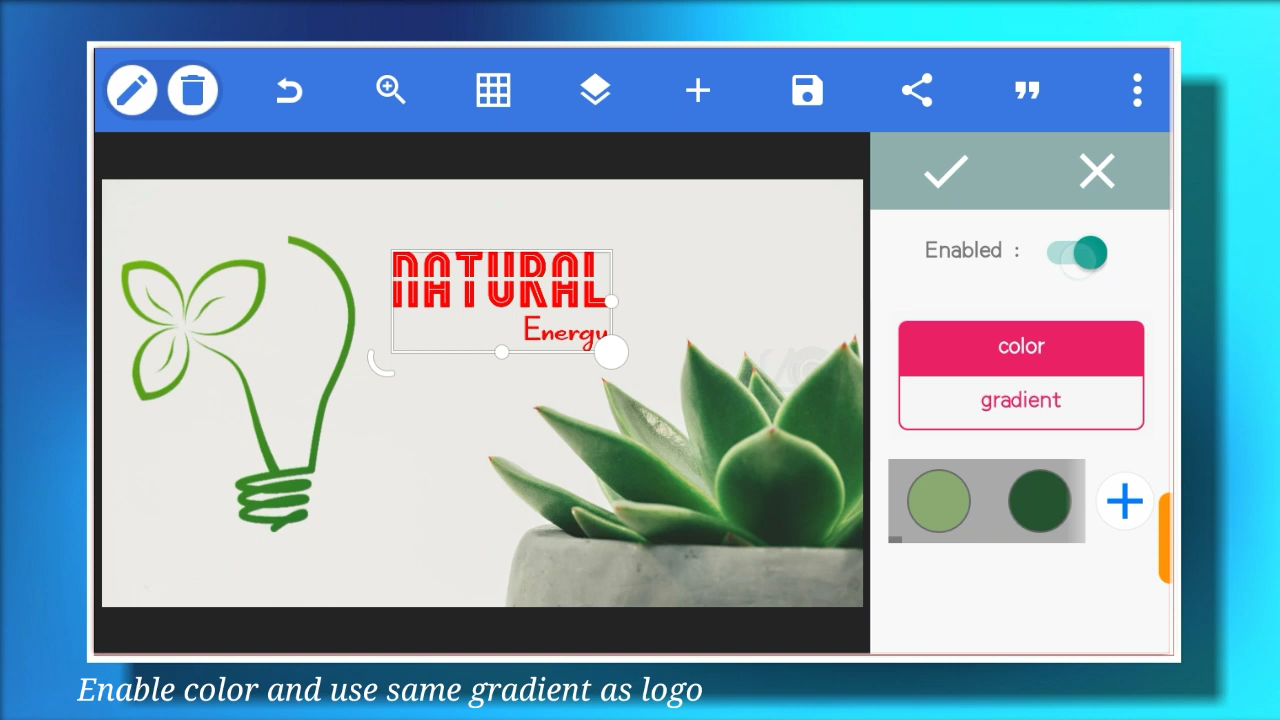 NATURAL
Energy
Enabled :
color
gradient
Enable color and use same gradient as logo